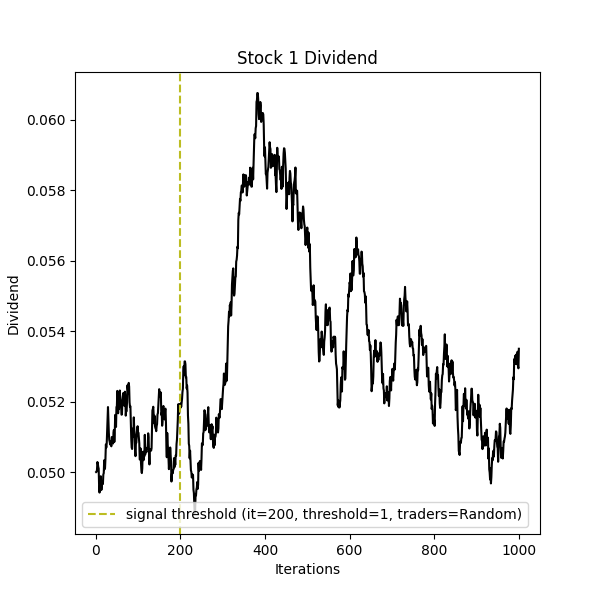 Stock 1 Dividend
0.060
0.058
0.056
0.054
0.052
0.050
Dividend
signal threshold (it=200, threshold=1, traders=Random)
0 200 400 600 800 1000
Iterations